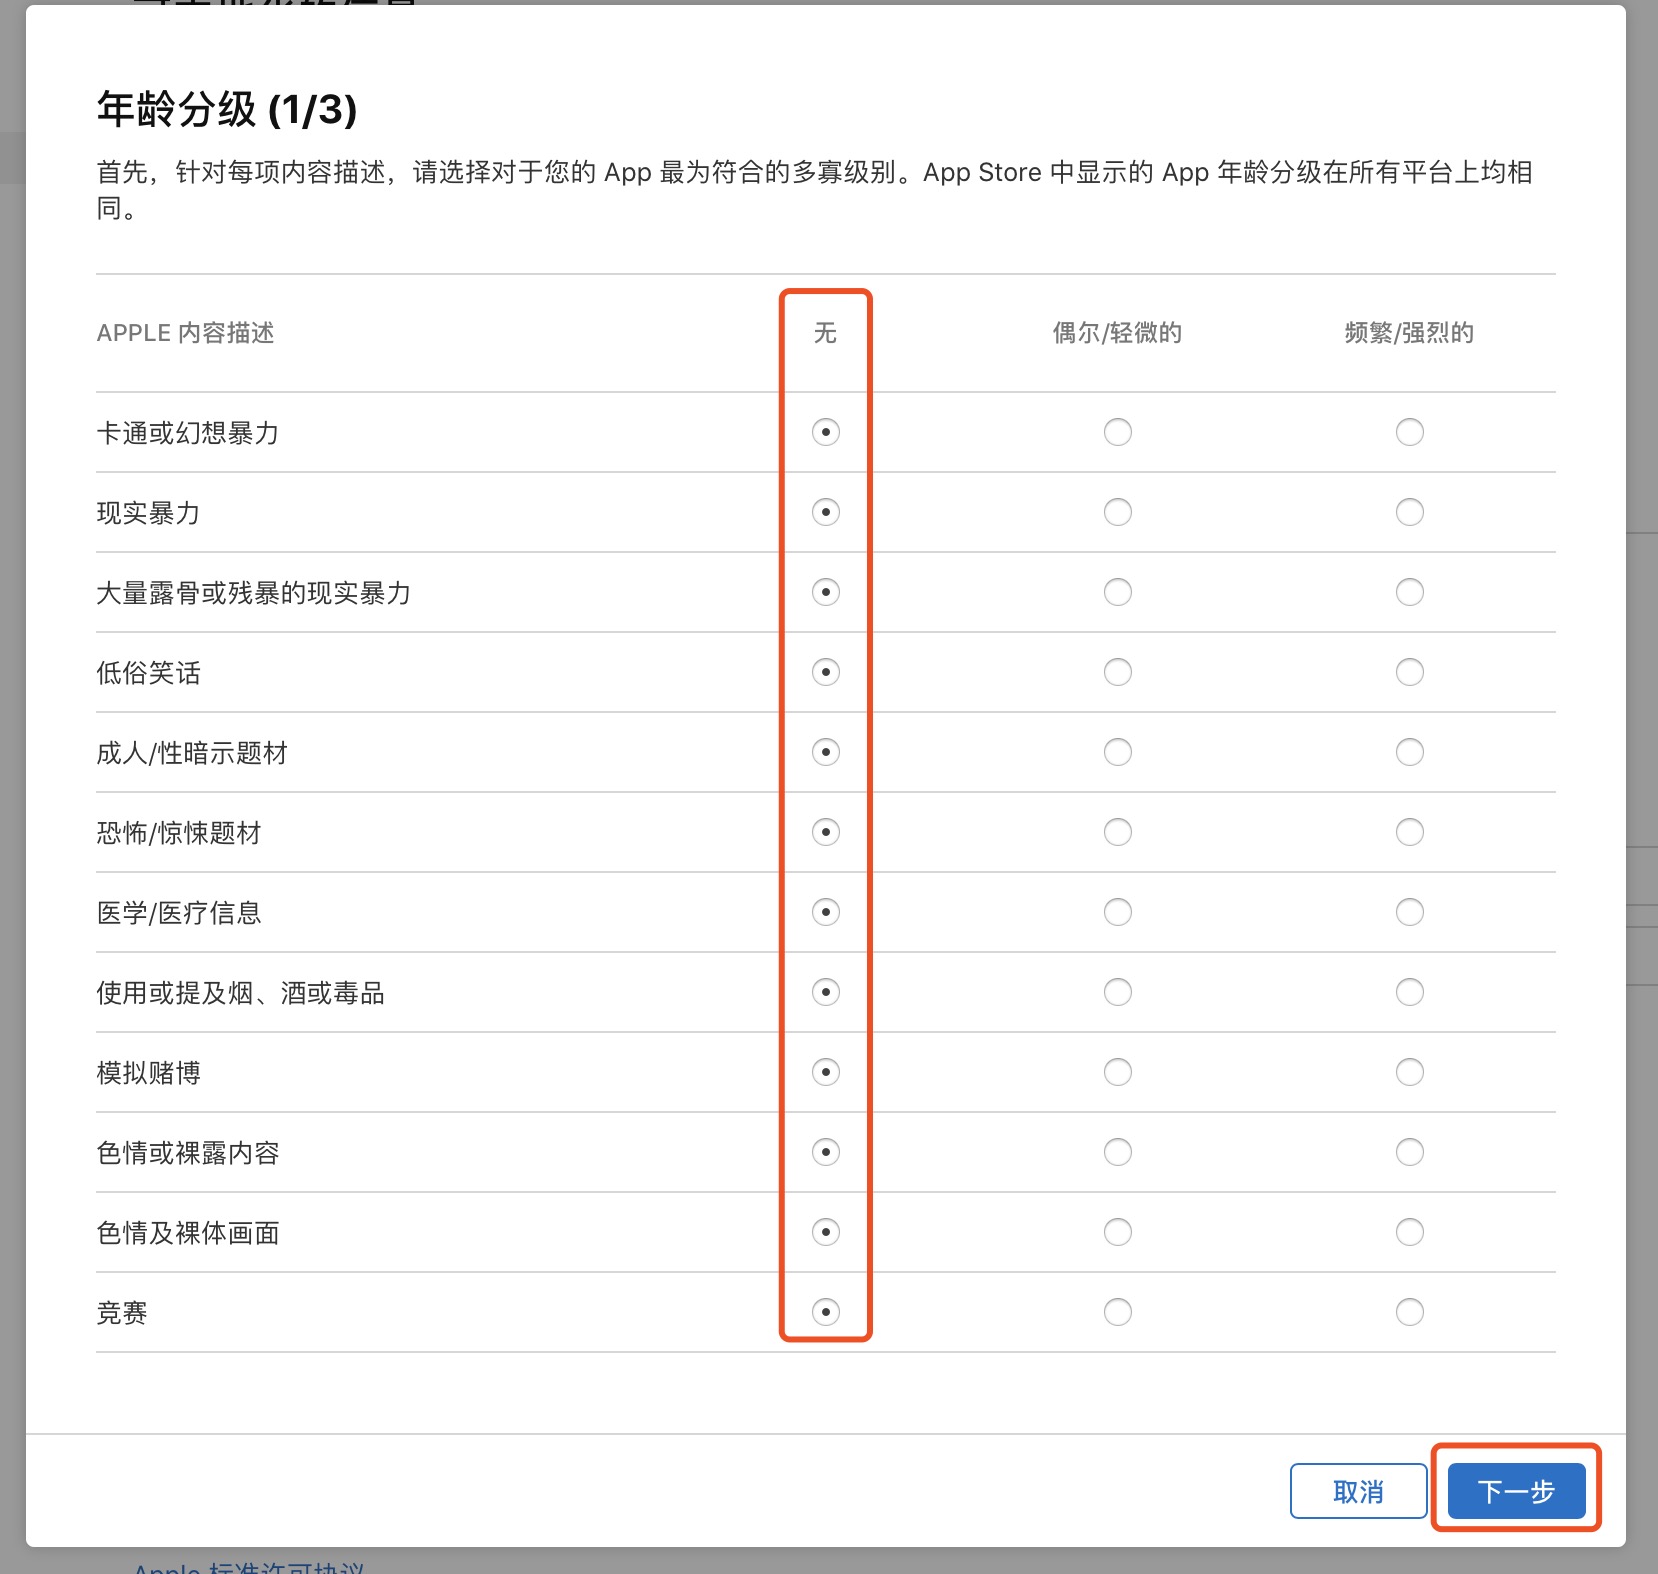 年龄分级 (1/3)
首先，针对每项内容描述，请选择对于您的 App 最为符合的多寡级别。App Store 中显示的 App 年龄分级在所有平台上均相
同。
APPLE 内容描述 无 偶尔/轻微的 频繁/强烈的
卡通或幻想暴力
现实暴力
大量露骨或残暴的现实暴力
低俗笑话
成人/性暗示题材
恐怖/惊悚题材
医学/医疗信息
使用或提及烟、酒或毒品
模拟赌博
色情或裸露内容
色情及裸体画面
竞赛
取消 下一步
Apple 标准许可协议